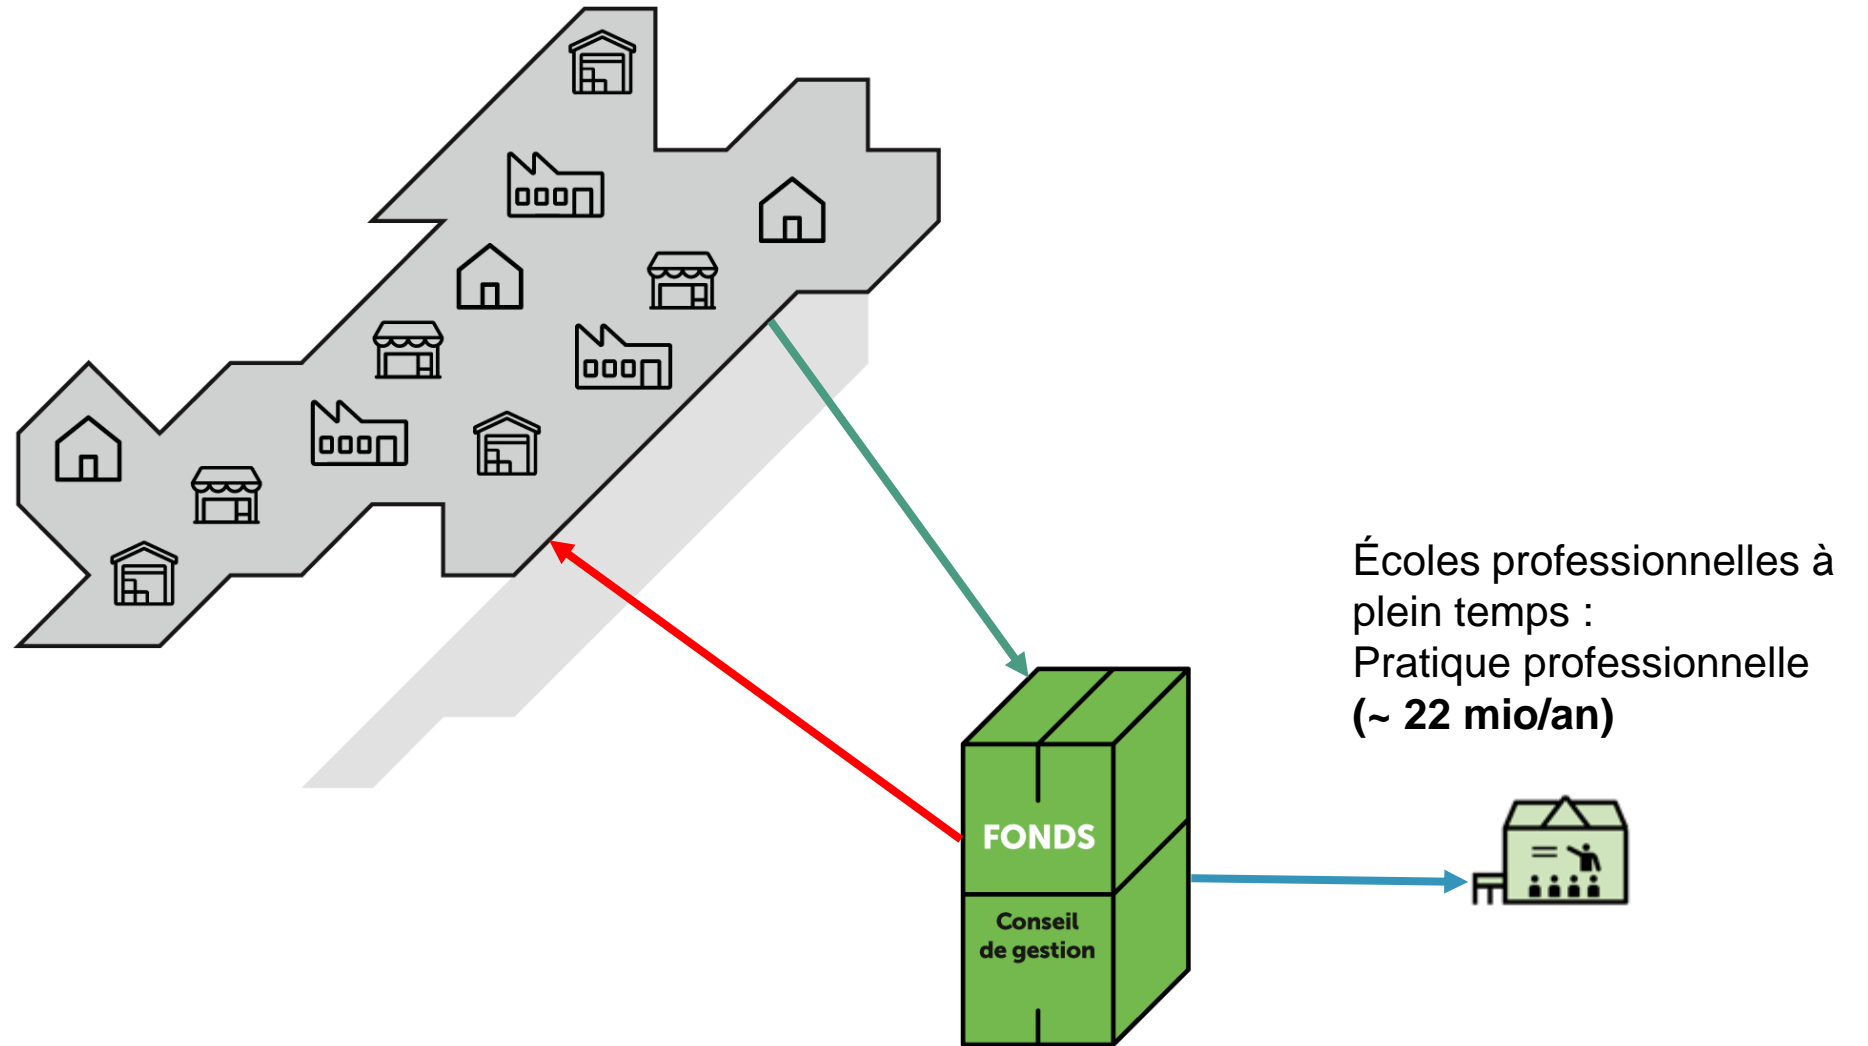 Écoles professionnelles à
plein temps :
Pratique professionnelle
(~ 22 mio/an)
FONDS
Conseil
de gestion